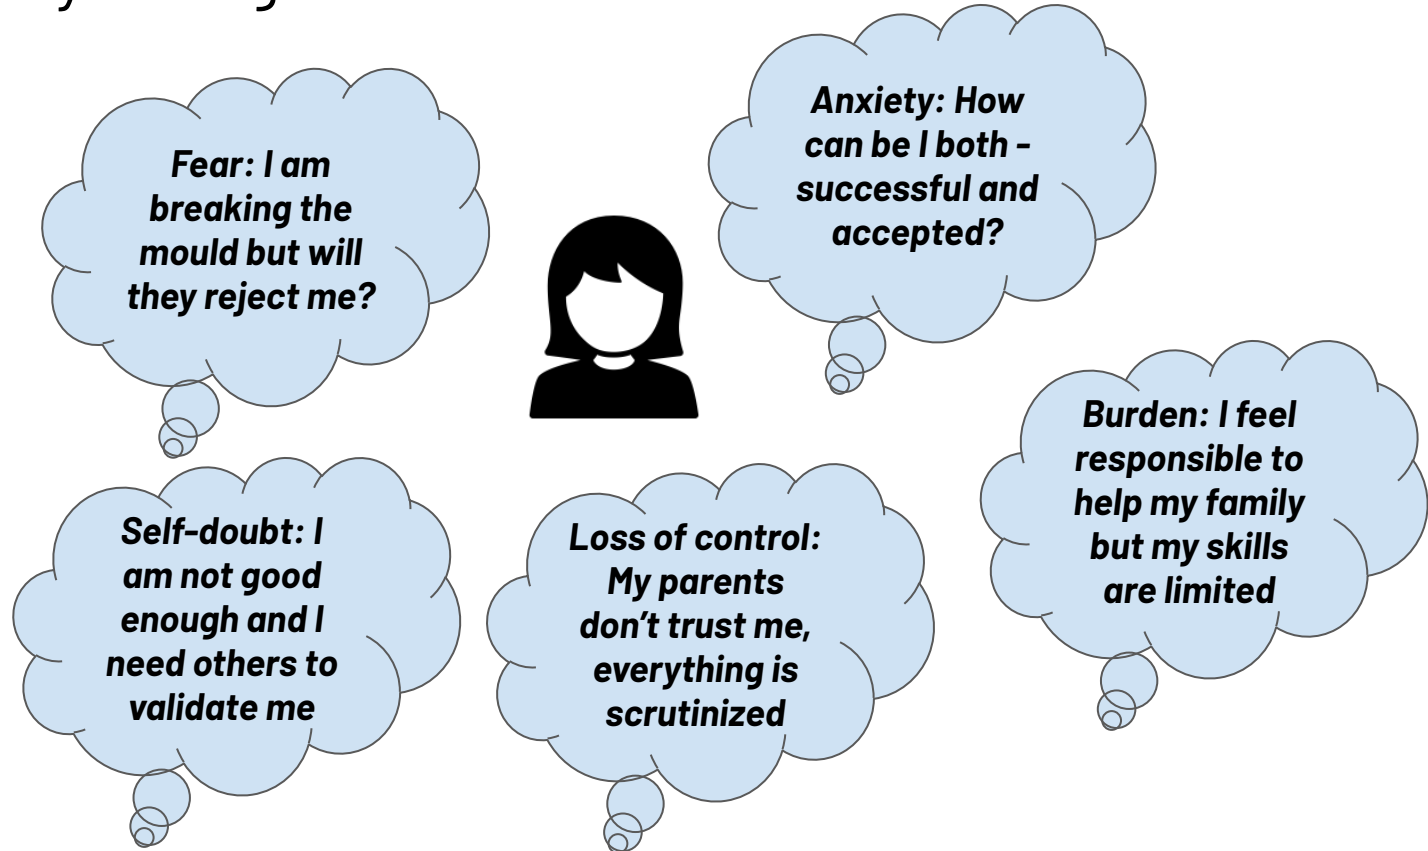 Fear: I am
breaking the
mould but will
they reject me?
Anxiety: How
can be I both -
successful and
accepted?
Burden: I feel
responsible to
help my family
but my skills
are limited
Self-doubt: I
am not good
enough and I
need others to
validate me
Loss of control:
My parents
don’t trust me,
everything is
scrutinized